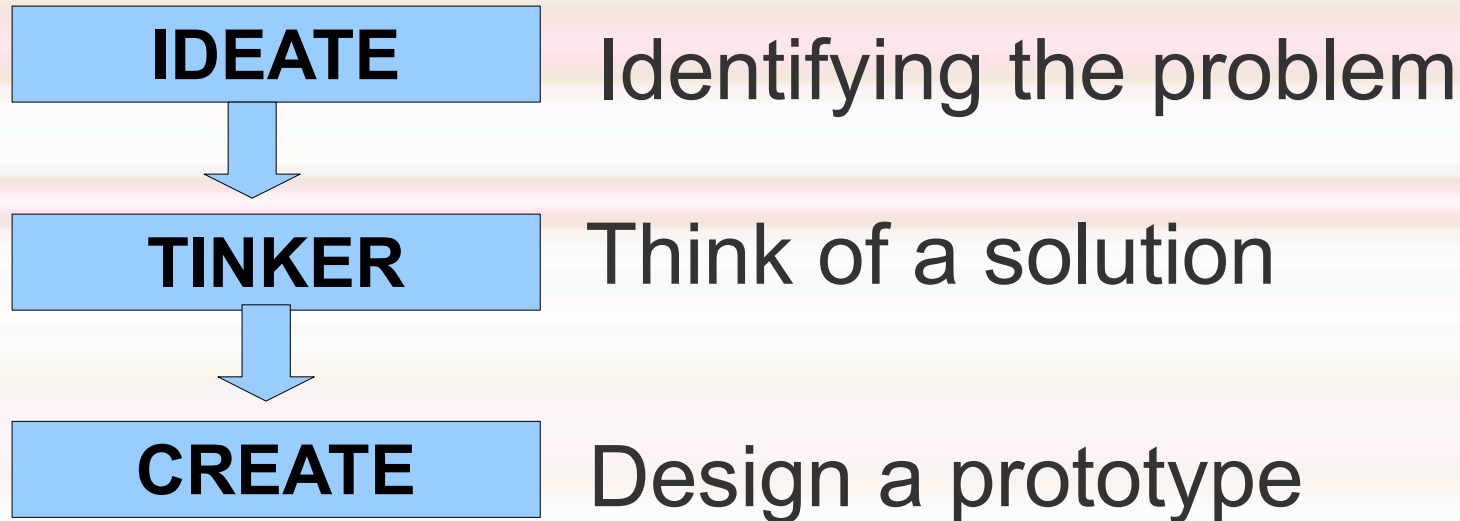 IDEATE Identifying the problem
TINKER Think of a solution
CREATE Design a prototype